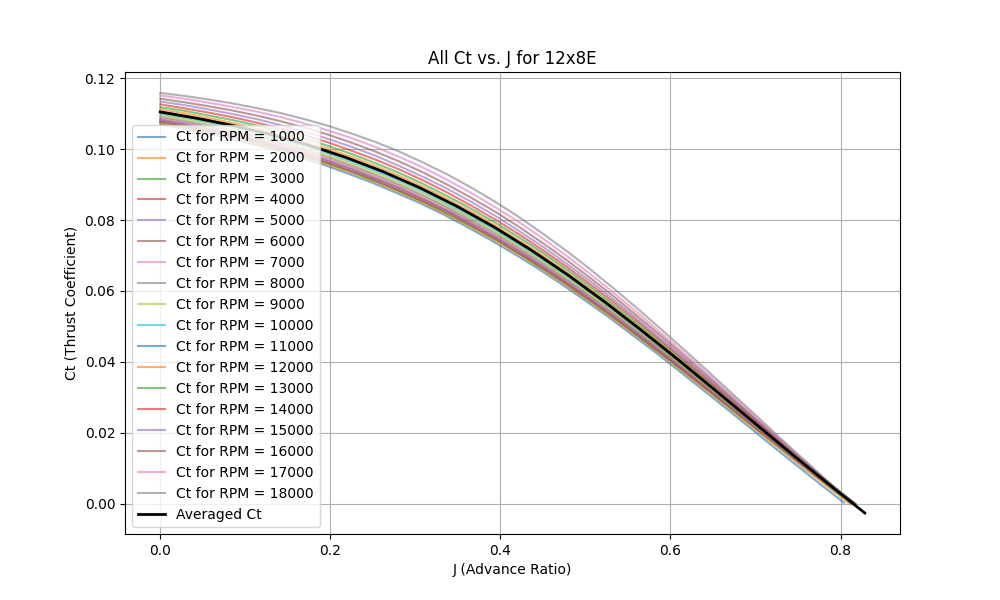 All Ct vs. J for 12x8E
Ct (Thrust Coefficient)
0.12
0.10
0.08
0.06
0.04
0.02
0.00
Ct for RPM = 1000
Ct for RPM = 2000
Ct for RPM = 3000
Ct for RPM = 4000
Ct for RPM = 5000
Ct for RPM = 6000
Ct for RPM = 7000
Ct for RPM = 8000
Ct for RPM = 9000
Ct for RPM = 10000
Ct for RPM = 11000
Ct for RPM = 12000
Ct for RPM = 13000
Ct for RPM = 14000
Ct for RPM = 15000
Ct for RPM = 16000
Ct for RPM = 17000
Ct for RPM = 18000
Averaged Ct
0.0 0.2 0.4 0.6 0.8
J (Advance Ratio)